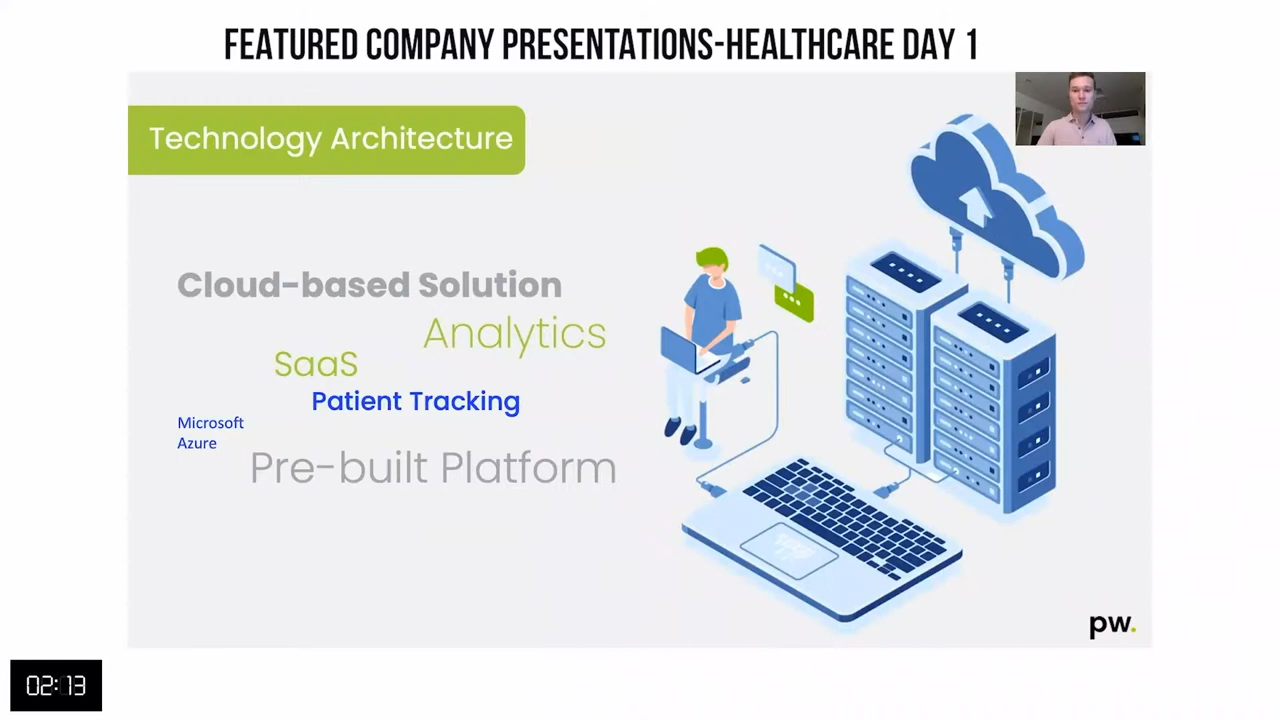 FEATURED COMPANY PRESENTATIONS-HEALTHCARE DAY 1
Technology Architecture
Cloud-based Solution
Analytics
SaaS
Patient Tracking
Microsoft
Azure
Pre-built Platform
pw.
02:13